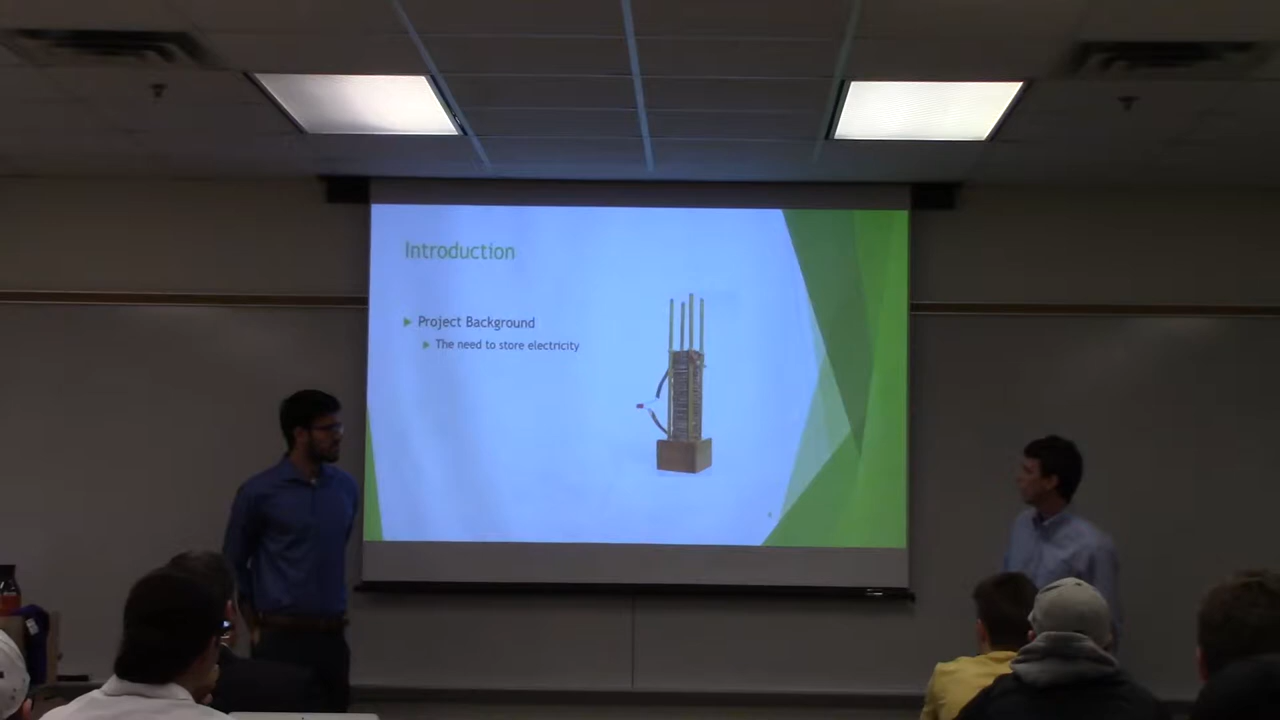 Introduction
Project Background
The need to store electricity